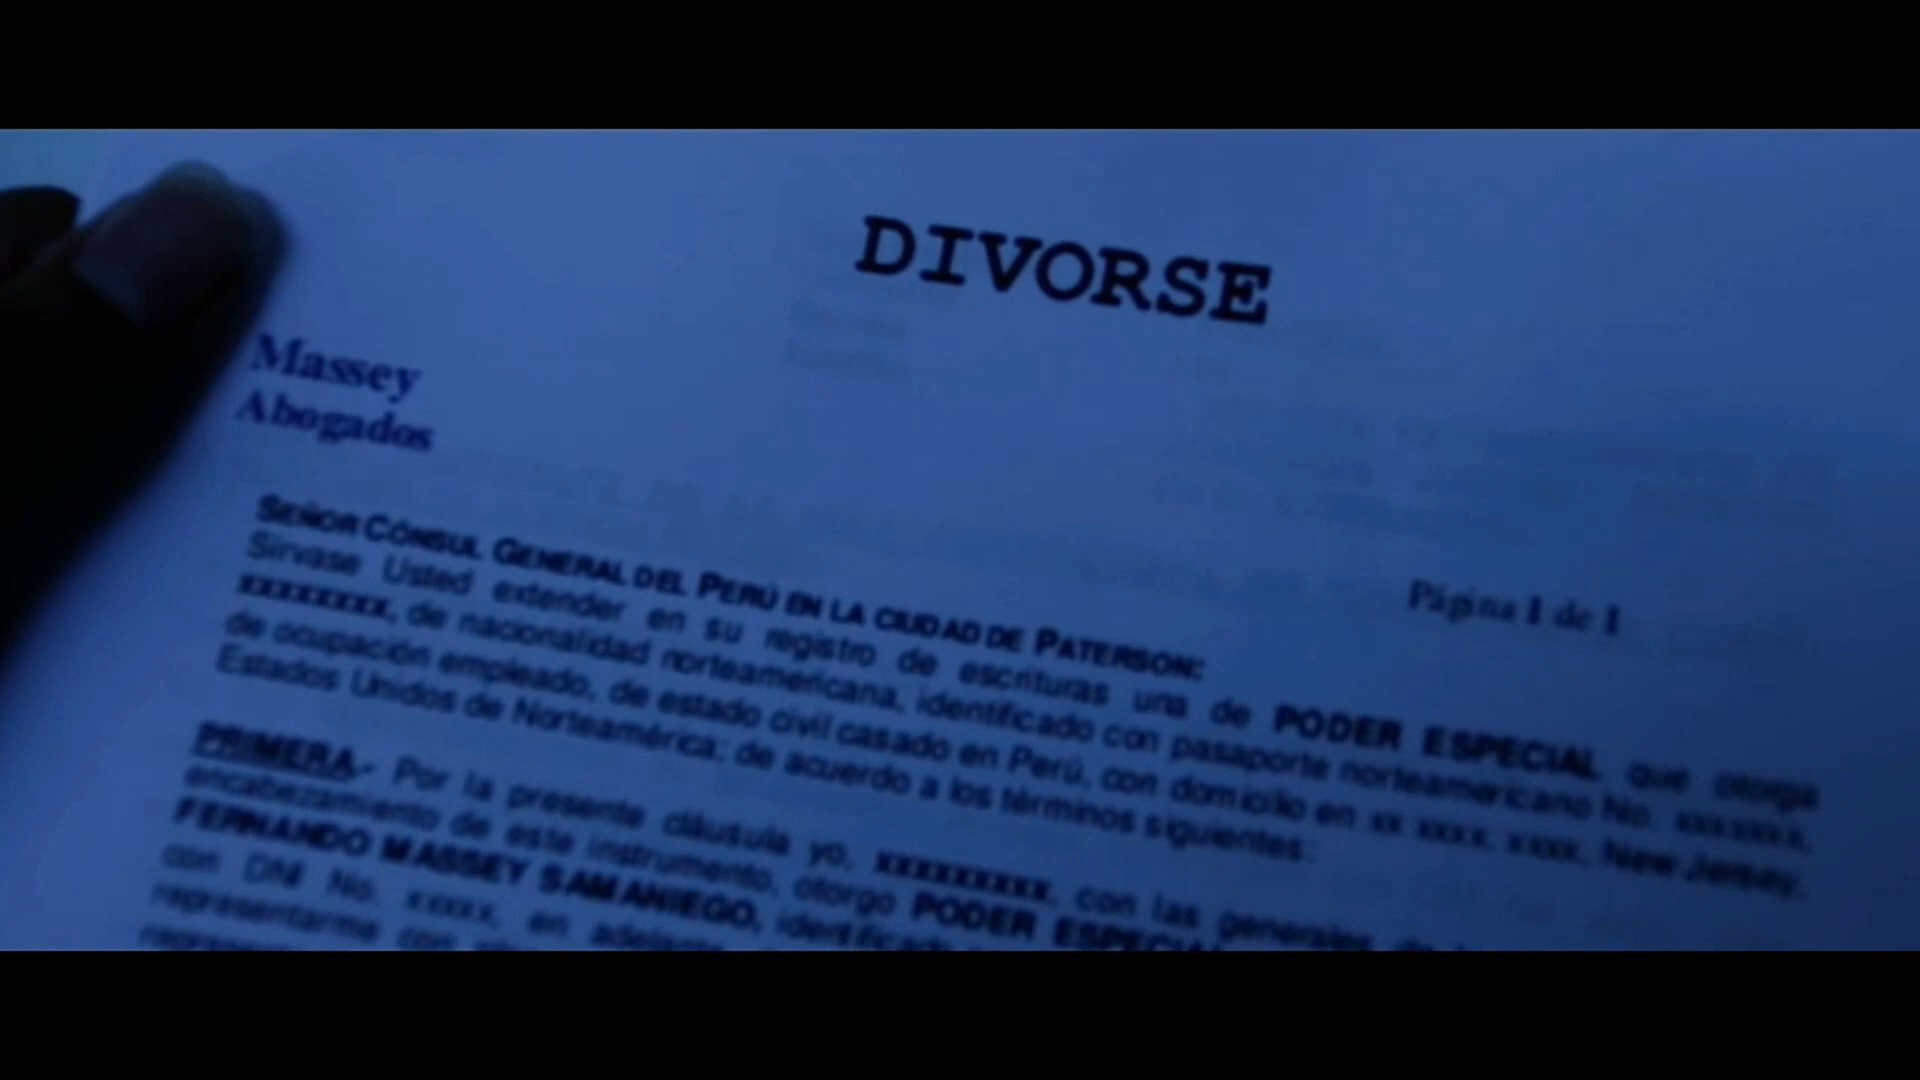 DIVORSE
Massey
Abogados
Página 1 de 1
SEÑOR CÓNSUL GENERAL DEL PERÚ EN LA CIUDAD DE PATERSON:
Sírvase Usted extender en su registro de escrituras una de PODER ESPECIAL que otorga
xxxxxxxx, de nacionalidad norteamericana, identificado con pasaporte norteamericano No. xxxxxxx,
de ocupación empleado, de estado civil casado en Perú, con domicilio en xx xxxx, xxxx, New Jersey,
Estados Unidos de Norteamérica; de acuerdo a los términos siguientes:
PRIMERA.- Por la presente cláusula yo, xxxxxxxxx, con las generales de
encabezamiento de este instrumento, otorgo PODER ESPECIAL
FERNANDO MASSEY SAMANIEGO, identificado
con DNI No. xxxxx, en adelante
representarme con